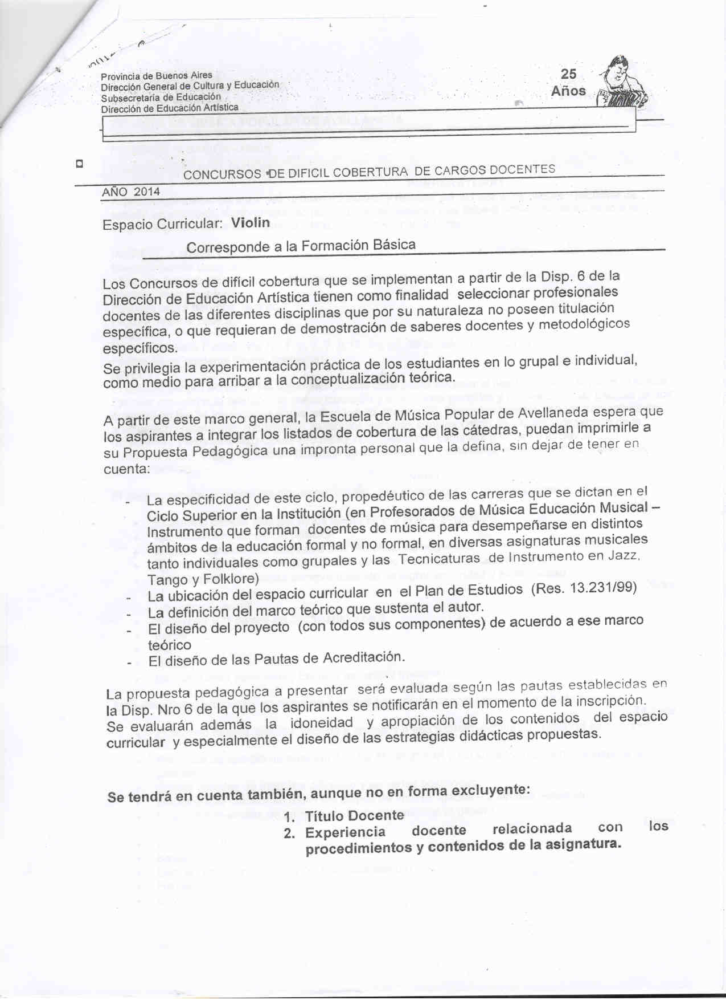 Provincia de Buenos Aires
Dirección General de Cultura y Educación
Subsecretaria de Educación
Dirección de Educación Artística
25
Años
CONCURSOS DE DIFICIL COBERTURA DE CARGOS DOCENTES
AÑO 2014
Espacio Curricular: Violin
Corresponde a la Formación Básica
Los Concursos de difícil cobertura que se implementan a partir de la Disp. 6 de la
Dirección de Educación Artística tienen como finalidad seleccionar profesionales
docentes de las diferentes disciplinas que por su naturaleza no poseen titulación
especifica, o que requieran de demostración de saberes docentes y metodológicos
específicos.
Se privilegia la experimentación práctica de los estudiantes en lo grupal e individual,
como medio para arribar a la conceptualización teórica.
A partir de este marco general, la Escuela de Música Popular de Avellaneda espera que
los aspirantes a integrar los listados de cobertura de las cátedras, puedan imprimirle a
su Propuesta Pedagógica una impronta personal que la defina, sin dejar de tener en
cuenta:
- La especificidad de este ciclo, propedéutico de las carreras que se dictan en el
Ciclo Superior en la Institución (en Profesorados de Música Educación Musical –
Instrumento que forman docentes de música para desempeñarse en distintos
ámbitos de la educación formal y no formal, en diversas asignaturas musicales
tanto individuales como grupales y las Tecnicaturas de Instrumento en Jazz,
Tango y Folklore)
- La ubicación del espacio curricular en el Plan de Estudios (Res. 13.231/99)
- La definición del marco teórico que sustenta el autor.
- El diseño del proyecto (con todos sus componentes) de acuerdo a ese marco
teórico
- El diseño de las Pautas de Acreditación.
La propuesta pedagógica a presentar será evaluada según las pautas establecidas en
la Disp. Nro 6 de la que los aspirantes se notificarán en el momento de la inscripción.
Se evaluarán además la idoneidad y apropiación de los contenidos del espacio
curricular y especialmente el diseño de las estrategias didácticas propuestas.
Se tendrá en cuenta también, aunque no en forma excluyente:
1. Título Docente
2. Experiencia docente relacionada con los
procedimientos y contenidos de la asignatura.